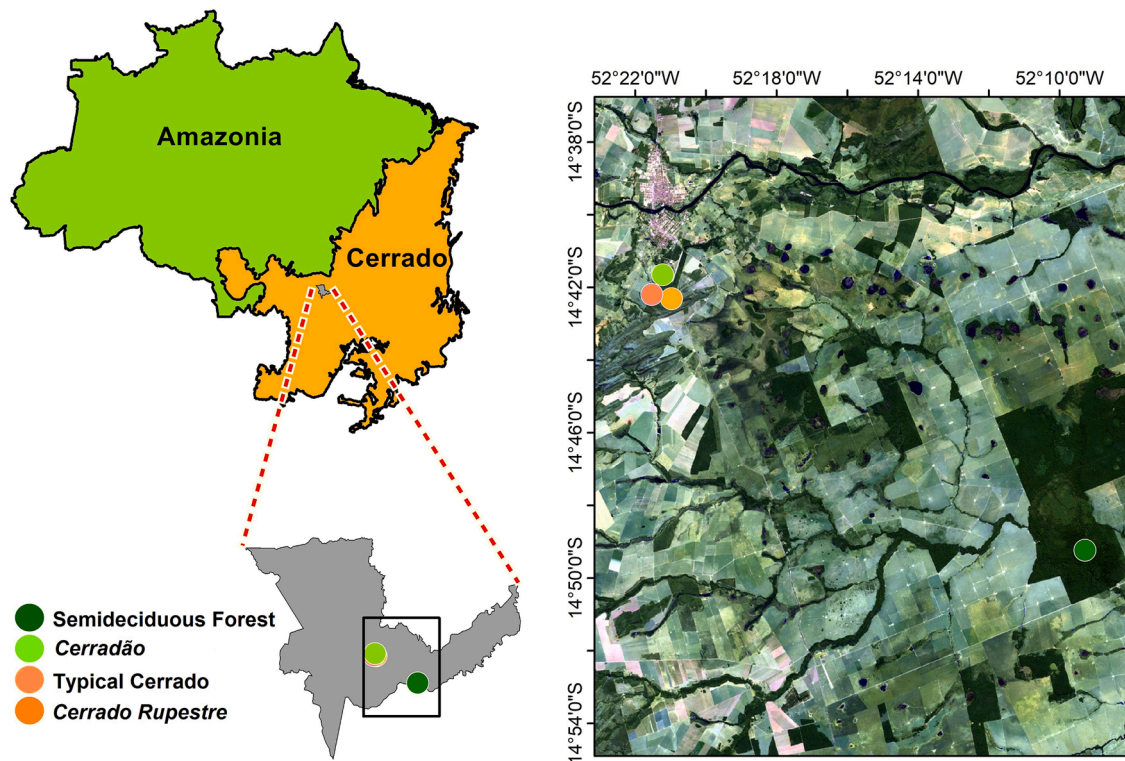 Amazonia
Cerrado
Semideciduous Forest
Cerradão
Typical Cerrado
Cerrado Rupestre
52°22'0"W 52°18'0"W 52°14'0"W 52°10'0"W
14°38'0"S
14°42'0"S
14°46'0"S
14°50'0"S
14°54'0"S